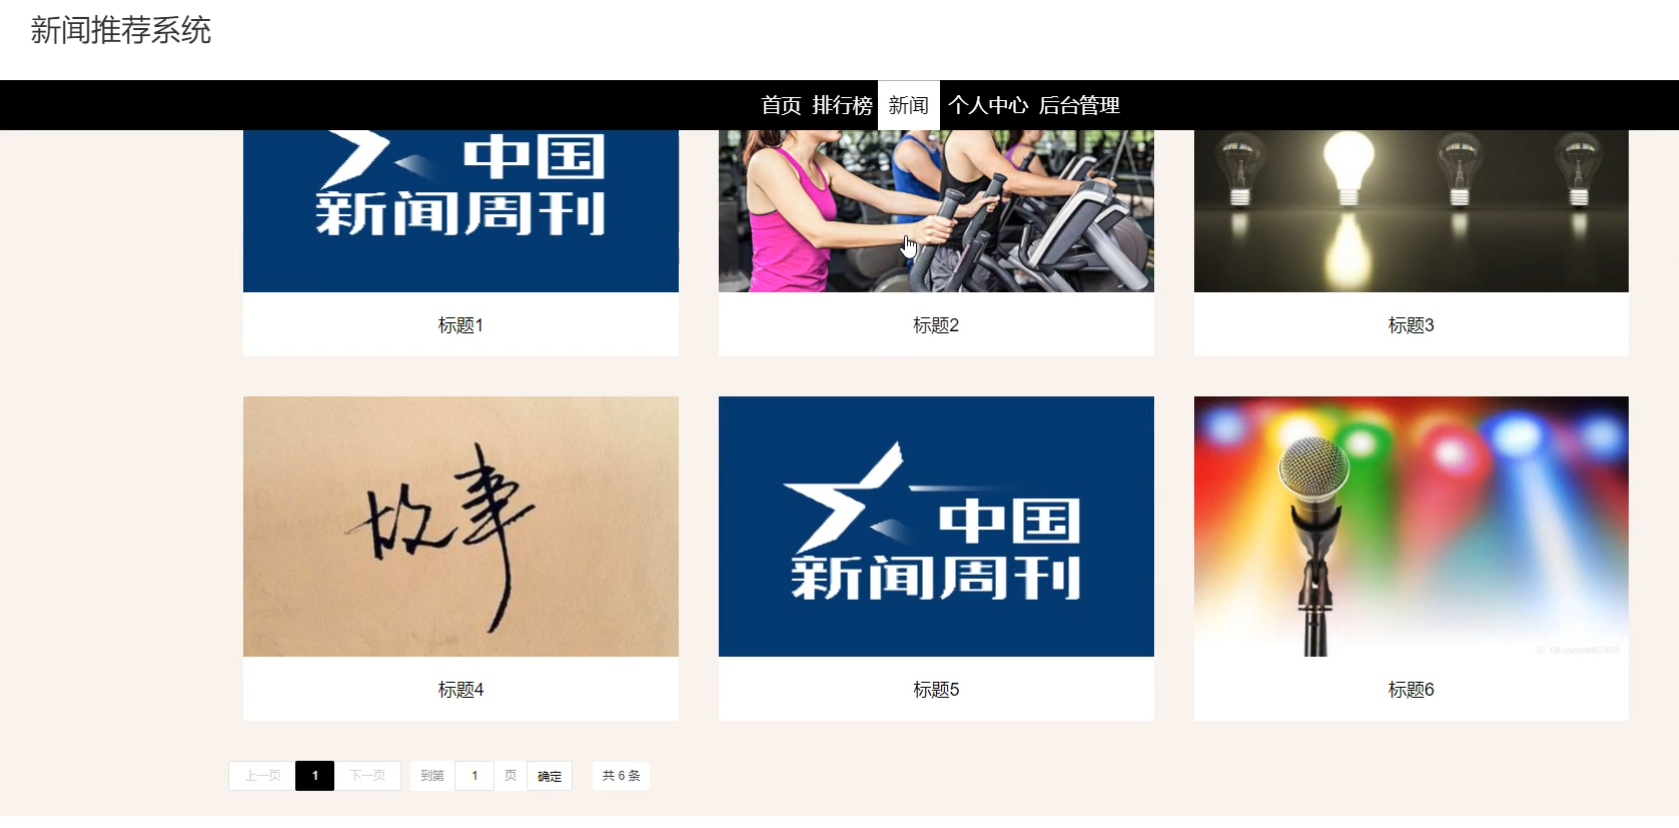 新闻推荐系统
首页 排行榜 新闻 个人中心 后台管理
中国
新闻周刊
标题1
标题2
标题3
故事
中国
新闻周刊
标题4
标题5
标题6
上一页 1 下一页 到第 1 页 确定 共 6 条